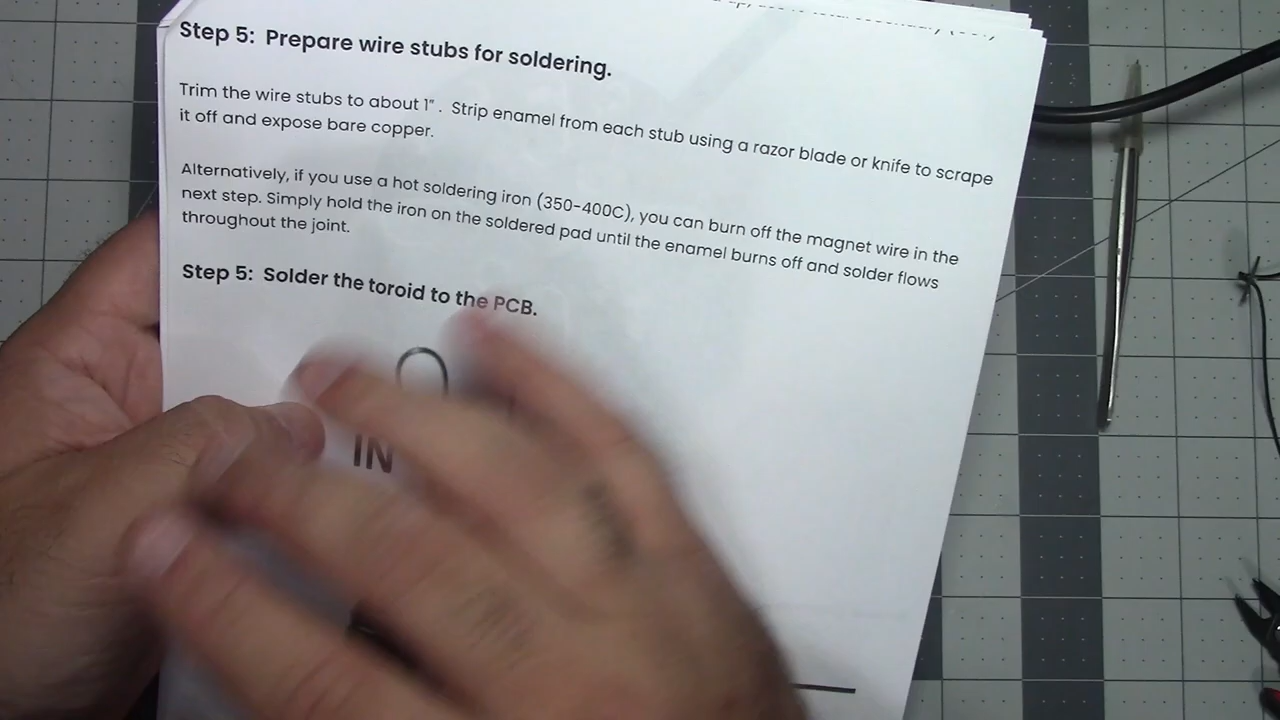 Step 5: Prepare wire stubs for soldering.
Trim the wire stubs to about 1". Strip enamel from each stub using a razor blade or knife to scrape
it off and expose bare copper.
Alternatively, if you use a hot soldering iron (350-400C), you can burn off the magnet wire in the
next step. Simply hold the iron on the soldered pad until the enamel burns off and solder flows
throughout the joint.
Step 5: Solder the toroid to the PCB.
IN